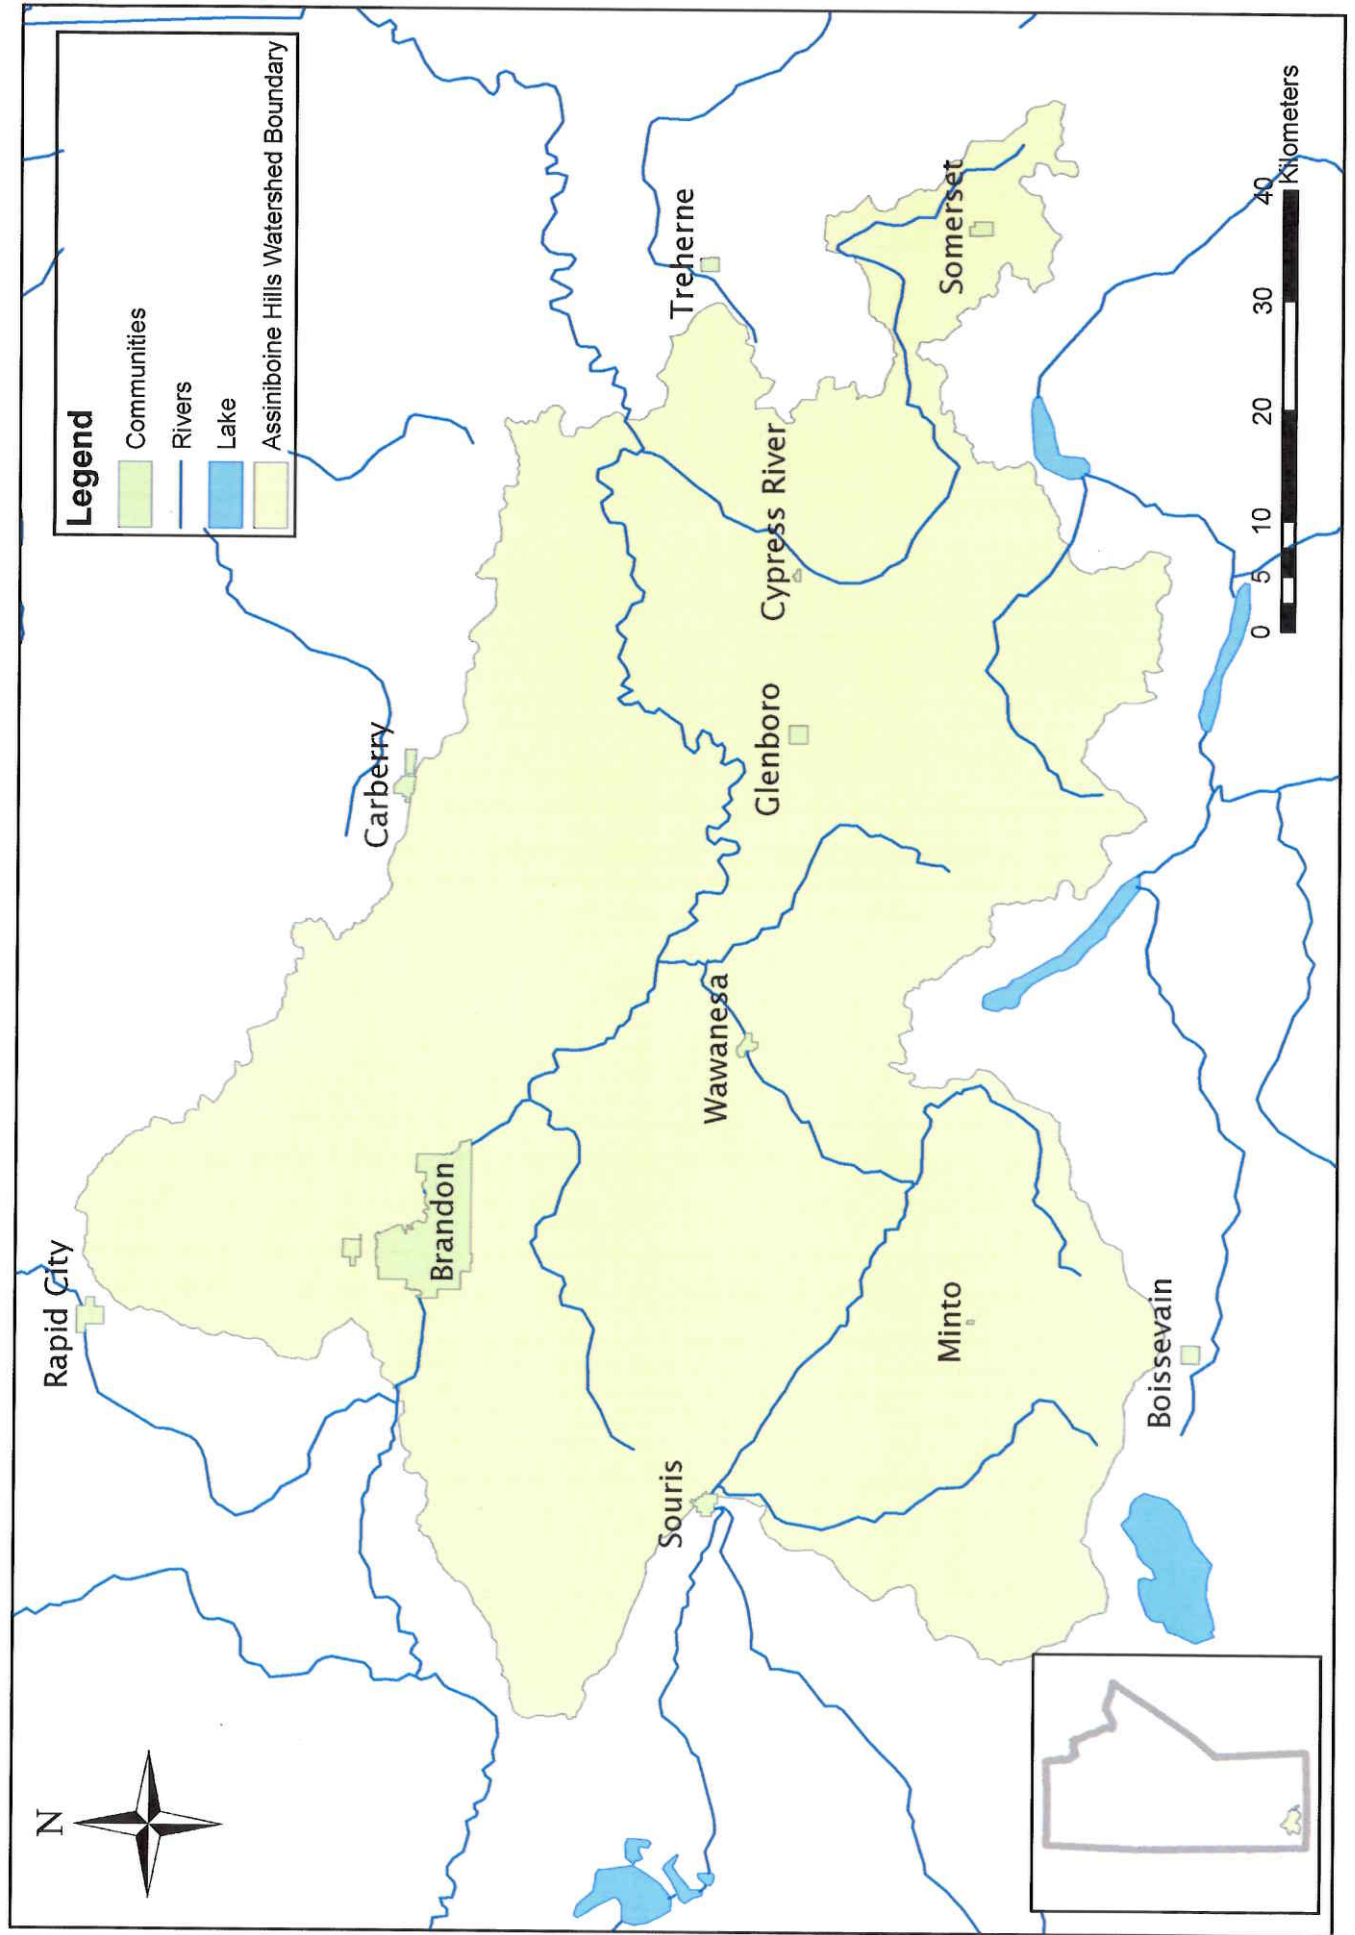 N
Legend
Communities
Rivers
Lake
Assiniboine Hills Watershed Boundary
Rapid City
Carberry
Brandon
Souris
Treherne
Wawanesa
Glenboro
Cypress River
Minto
Somerset
Boissevain
0 5 10 20 30 40
Kilometers